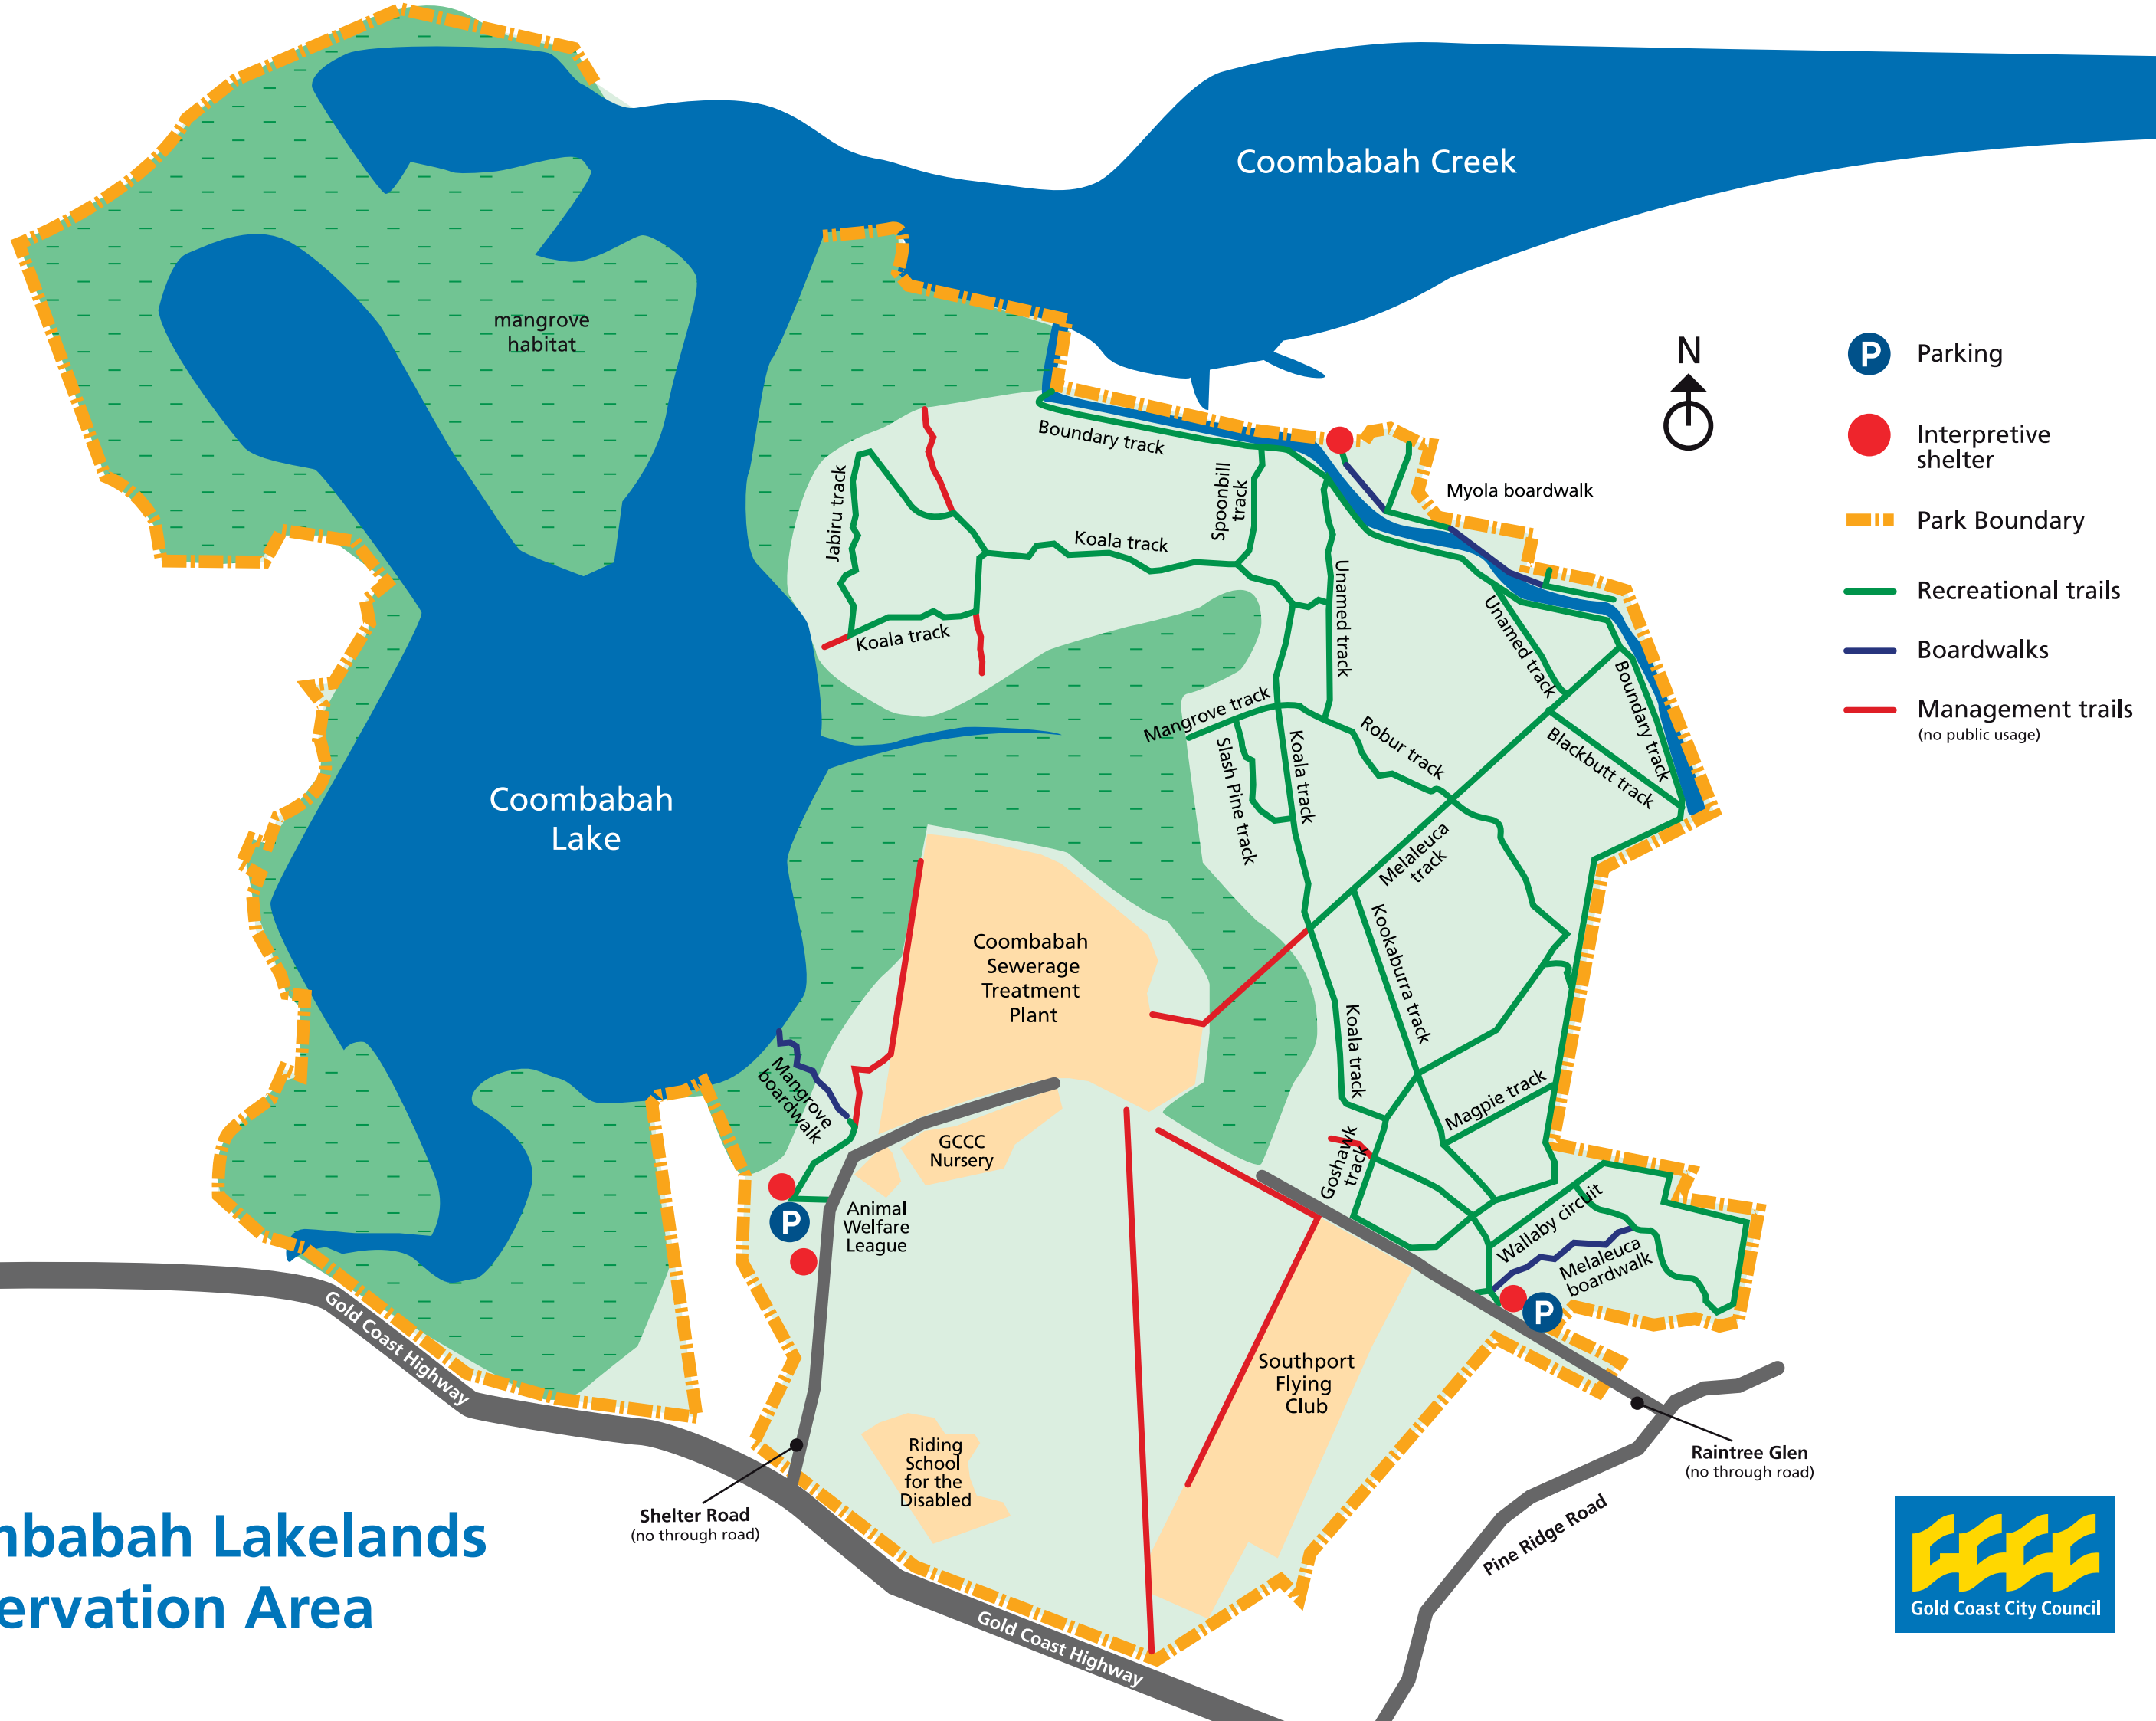 Coombabah Creek
mangrove
habitat
N
P
Parking
Interpretive
shelter
Park Boundary
Recreational trails
Boardwalks
Management trails
(no public usage)
Boundary track
Myola boardwalk
Jabiru track
Spoonbill
track
Koala track
Koala track
Unamed track
Unamed track
Boundary track
Mangrove track
Robur track
Blackbutt track
Slash Pine track
Koala track
Coombabah
Lake
Melaleuca
track
Kookaburra track
Coombabah
Sewerage
Treatment
Plant
Koala track
Mangrove
boardwalk
Magpie track
GCCC
Nursery
Goshawk
track
P
Animal
Welfare
League
Wallaby circuit
Melaleuca
boardwalk
P
Gold Coast Highway
Southport
Flying
Club
Riding
School
for the
Disabled
Raintree Glen
(no through road)
Shelter Road
(no through road)
Pine Ridge Road
Gold Coast Highway
nbabah Lakelands
ervation Area
Gold Coast City Council